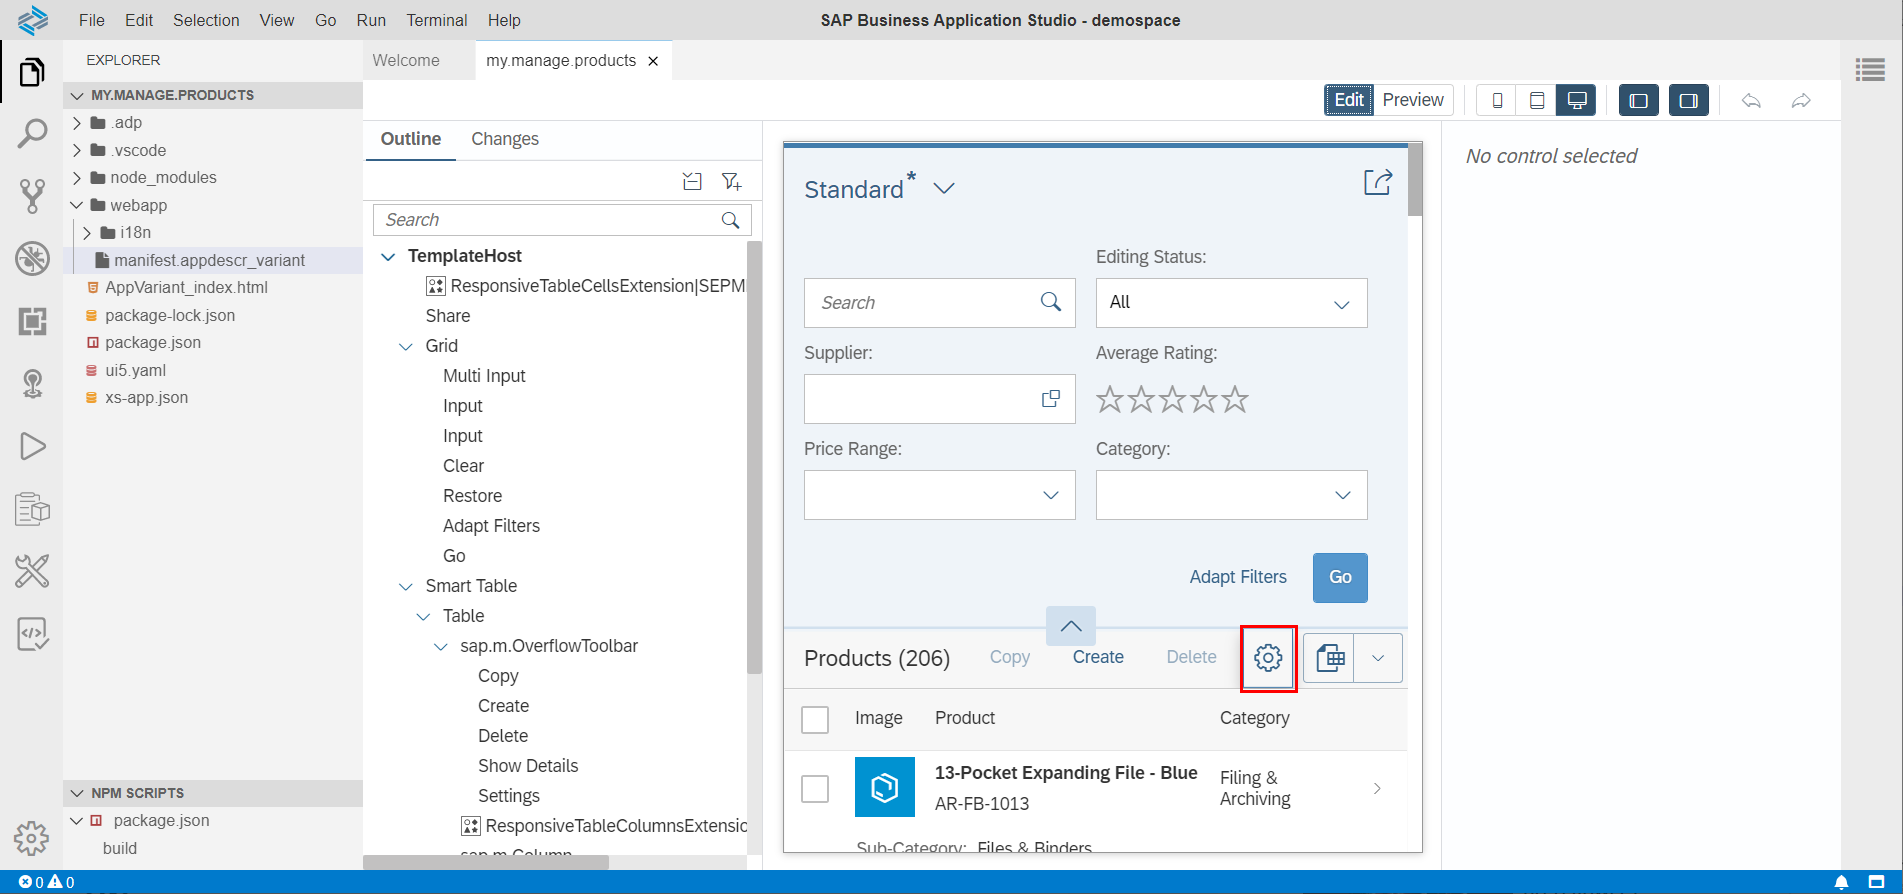 File Edit Selection View Go Run Terminal Help
SAP Business Application Studio - demospace
EXPLORER
MY.MANAGE.PRODUCTS
.adp
.vscode
node_modules
webapp
i18n
manifest.appdescr_variant
AppVariant_index.html
package-lock.json
package.json
ui5.yaml
xs-app.json
NPM SCRIPTS
package.json
build
Welcome
my.manage.products
Edit Preview
Outline Changes
Search
TemplateHost
ResponsiveTableCellsExtension|SEPM
Share
Grid
Multi Input
Input
Input
Clear
Restore
Adapt Filters
Go
Smart Table
Table
sap.m.OverflowToolbar
Copy
Create
Delete
Show Details
Settings
ResponsiveTableColumnsExtensio
sap.m.Column
Standard*
Editing Status:
Search
All
Supplier:
Average Rating:
Price Range:
Category:
Adapt Filters
Go
Products (206)
Copy
Create
Delete
Image Product Category
13-Pocket Expanding File - Blue
AR-FB-1013
Filing &
Archiving
Sub-Category: Files & Binders
No control selected
0 0